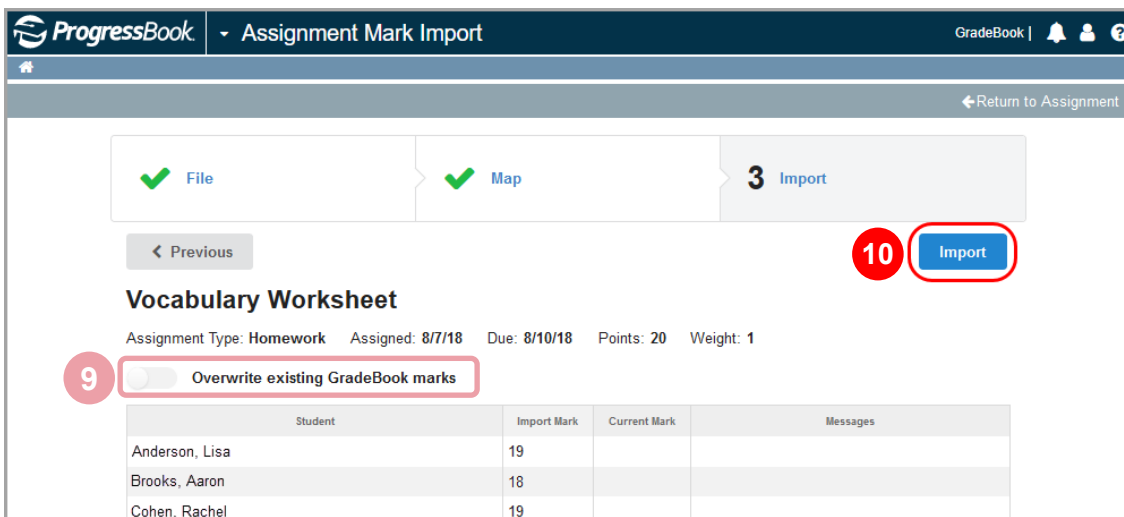 ProgressBook Assignment Mark Import GradeBook |
Return to Assignment
File Map 3 Import
Previous 10 Import
Vocabulary Worksheet
Assignment Type: Homework Assigned: 8/7/18 Due: 8/10/18 Points: 20 Weight: 1
9 Overwrite existing GradeBook marks
Student Import Mark Current Mark Messages
Anderson, Lisa 19
Brooks, Aaron 18
Cohen, Rachel 19